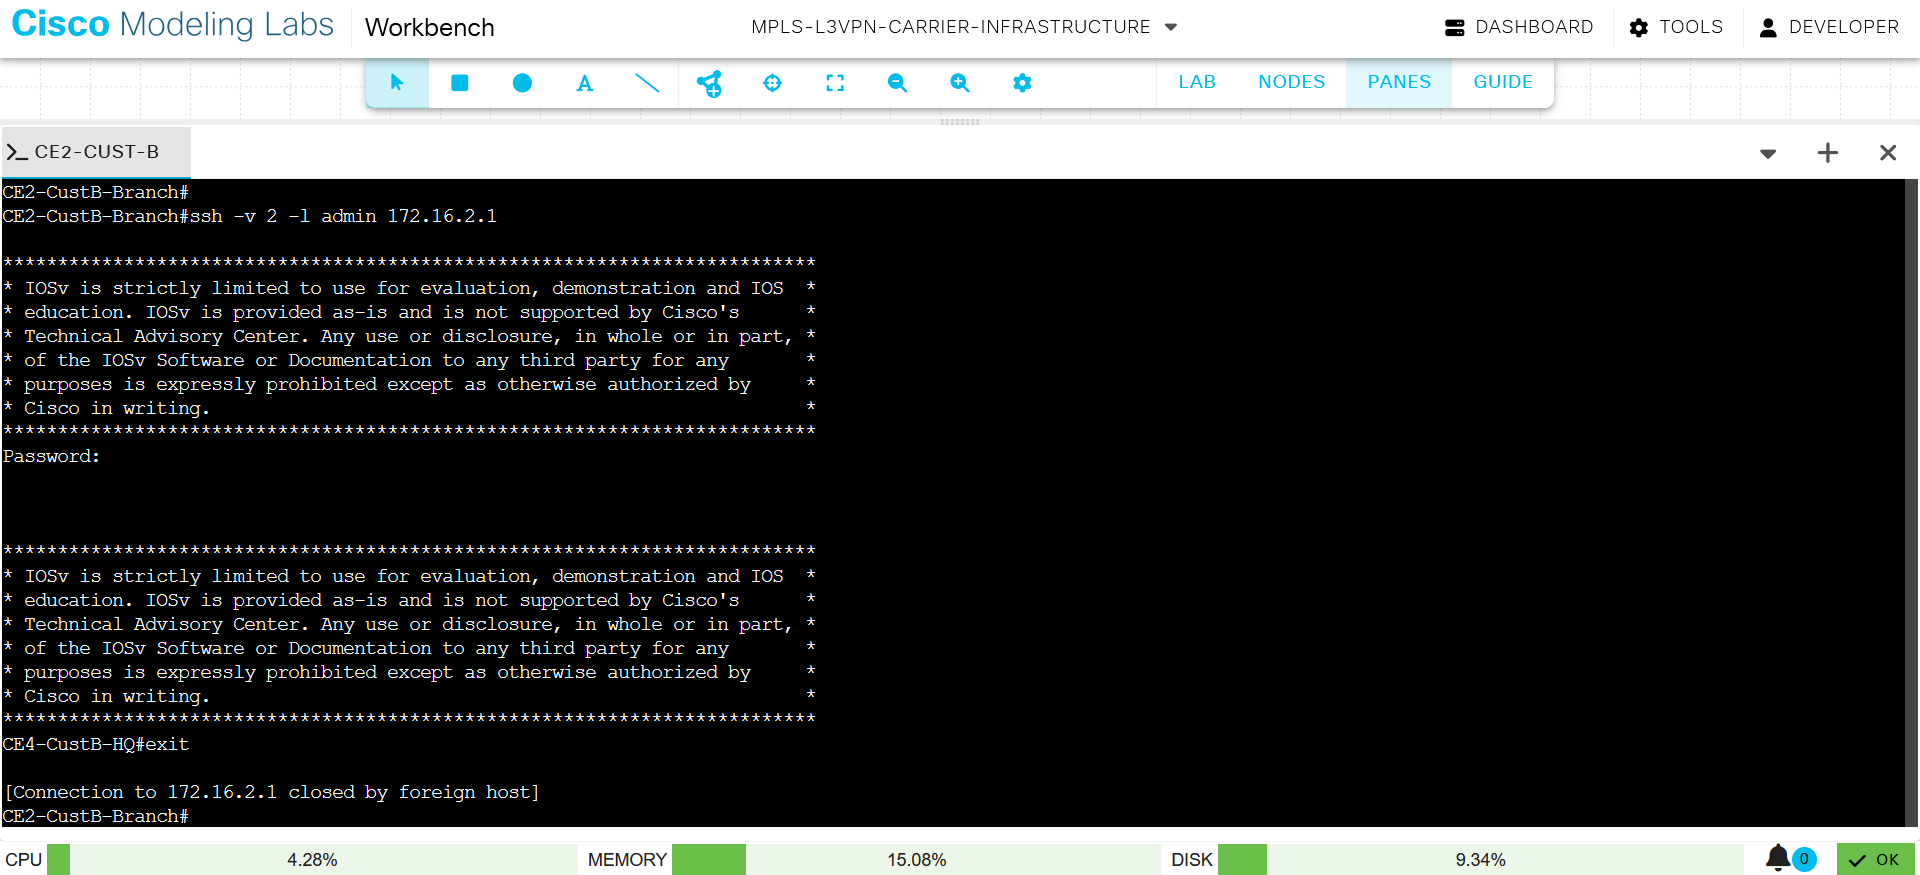 Cisco Modeling Labs Workbench MPLS-L3VPN-CARRIER-INFRASTRUCTURE DASHBOARD TOOLS DEVELOPER
A LAB NODES PANES GUIDE
CE2-CUST-B
CE2-CustB-Branch#
CE2-CustB-Branch#ssh -v 2 -l admin 172.16.2.1
**************************************************************************
* IOSv is strictly limited to use for evaluation, demonstration and IOS  *
* education. IOSv is provided as-is and is not supported by Cisco's      *
* Technical Advisory Center. Any use or disclosure, in whole or in part, *
* of the IOSv Software or Documentation to any third party for any       *
* purposes is expressly prohibited except as otherwise authorized by     *
* Cisco in writing.                                                      *
**************************************************************************
Password:
**************************************************************************
* IOSv is strictly limited to use for evaluation, demonstration and IOS  *
* education. IOSv is provided as-is and is not supported by Cisco's      *
* Technical Advisory Center. Any use or disclosure, in whole or in part, *
* of the IOSv Software or Documentation to any third party for any       *
* purposes is expressly prohibited except as otherwise authorized by     *
* Cisco in writing.                                                      *
**************************************************************************
CE4-CustB-HQ#exit
[Connection to 172.16.2.1 closed by foreign host]
CE2-CustB-Branch#
CPU 4.28% MEMORY 15.08% DISK 9.34% 0 OK